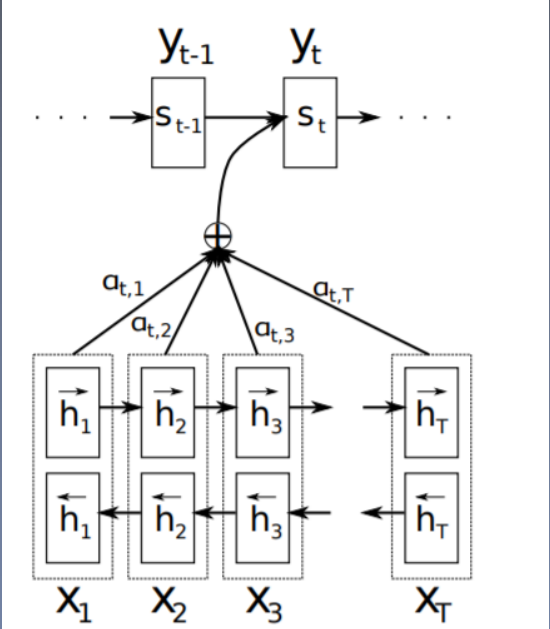 y_{t-1} y_t
. . . s_{t-1} s_t . . .
a_{t,1} a_{t,2} a_{t,3} a_{t,T}
\overrightarrow{h}_1 \overrightarrow{h}_2 \overrightarrow{h}_3 \overrightarrow{h}_T
\overleftarrow{h}_1 \overleftarrow{h}_2 \overleftarrow{h}_3 \overleftarrow{h}_T
x_1 x_2 x_3 x_T